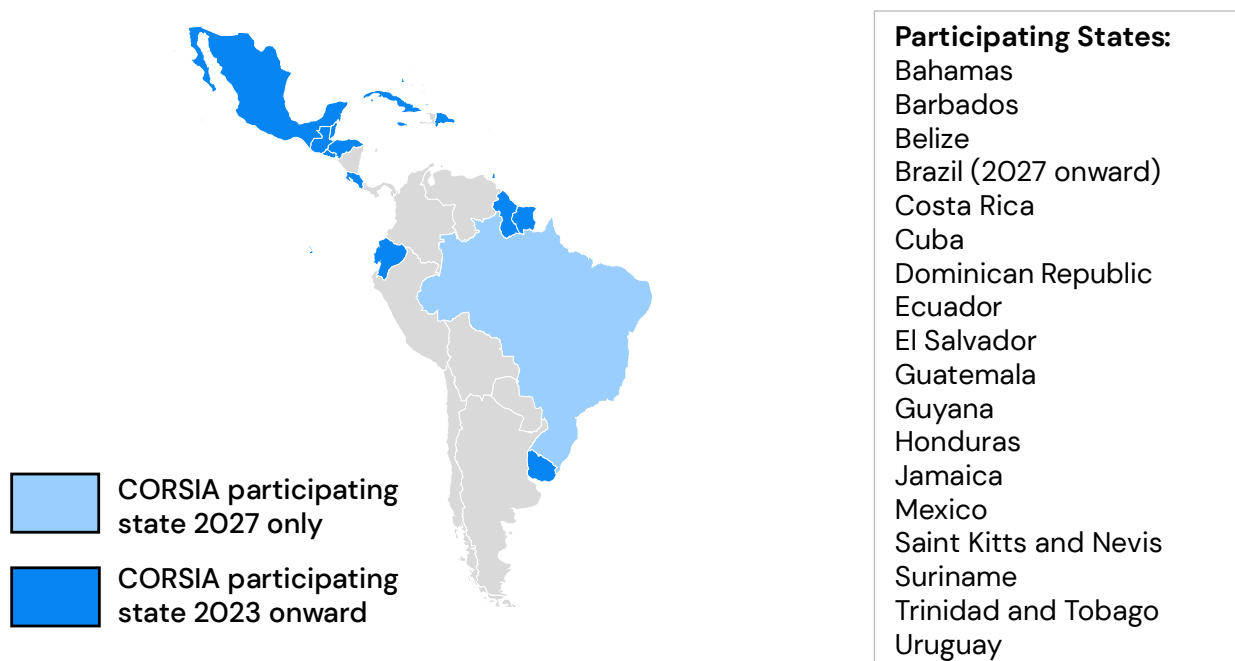 Participating States:
Bahamas
Barbados
Belize
Brazil (2027 onward)
Costa Rica
Cuba
Dominican Republic
Ecuador
El Salvador
Guatemala
Guyana
Honduras
Jamaica
Mexico
Saint Kitts and Nevis
Suriname
Trinidad and Tobago
Uruguay
CORSIA participating
state 2027 only
CORSIA participating
state 2023 onward